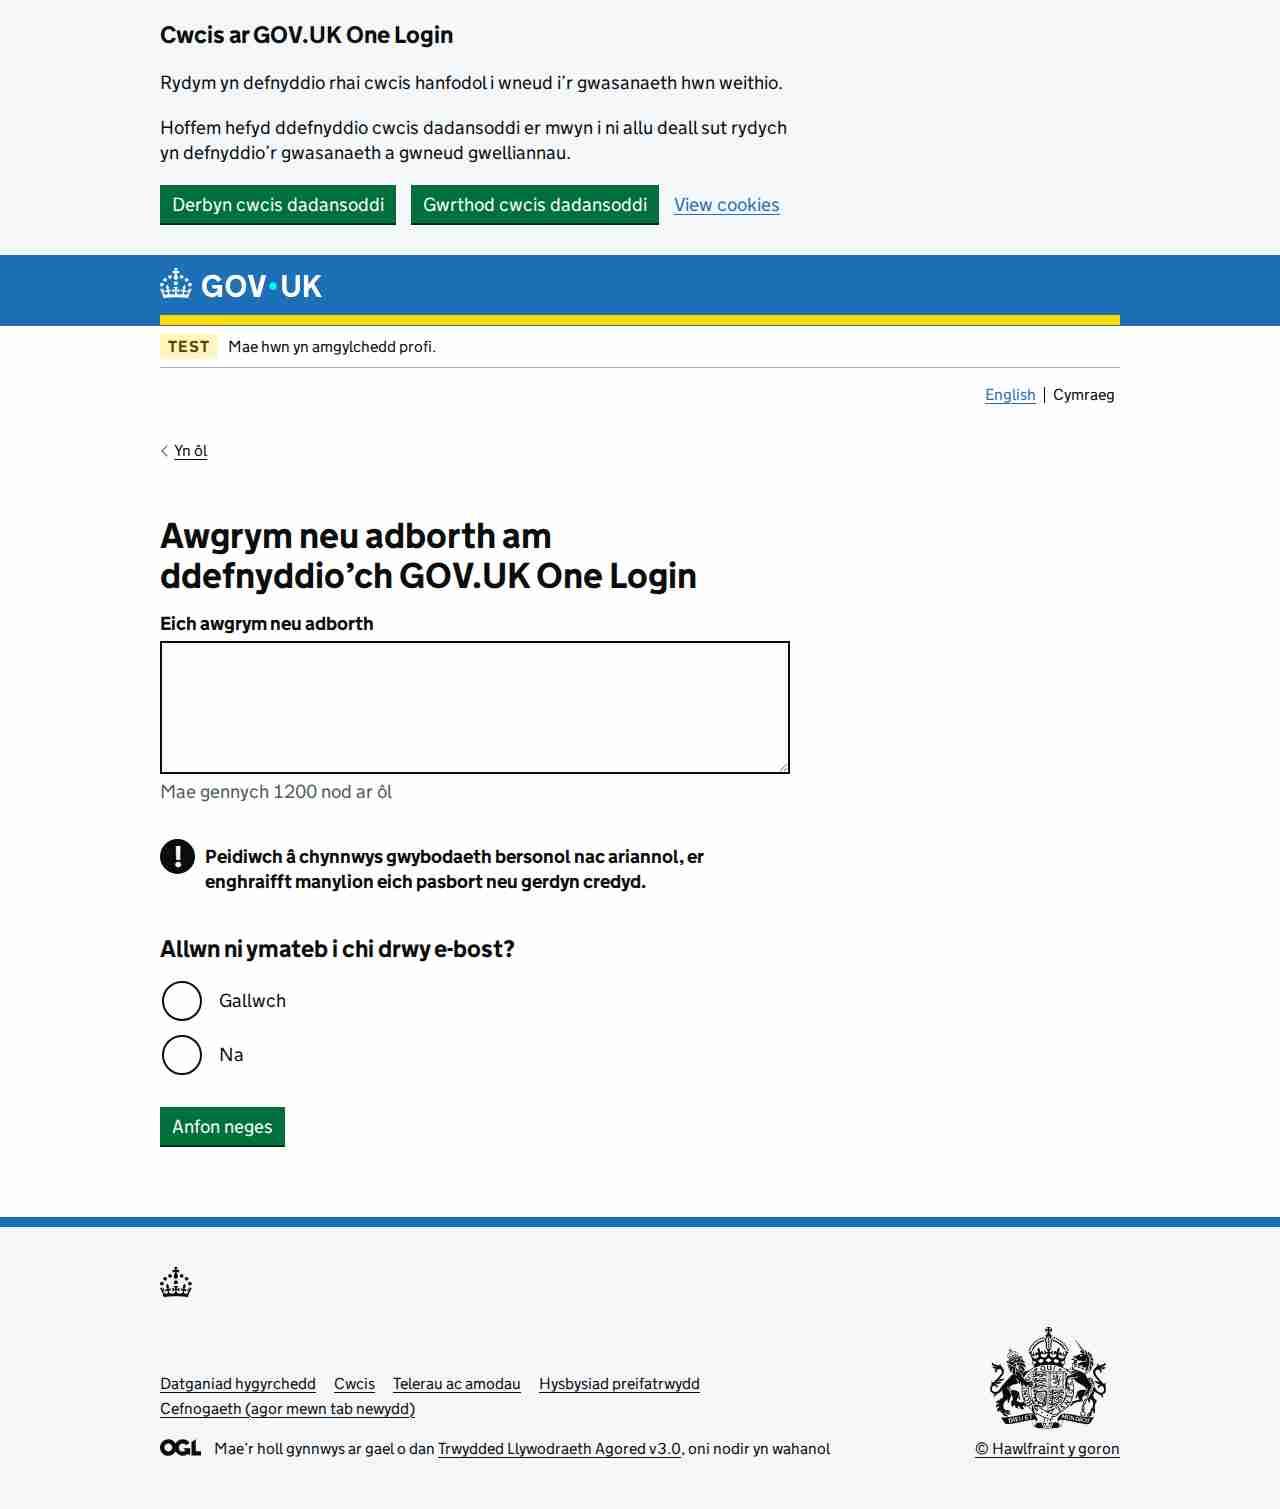 Cwcis ar GOV.UK One Login
Rydym yn defnyddio rhai cwcis hanfodol i wneud i’r gwasanaeth hwn weithio.
Hoffem hefyd ddefnyddio cwcis dadansoddi er mwyn i ni allu deall sut rydych
yn defnyddio’r gwasanaeth a gwneud gwelliannau.
Derbyn cwcis dadansoddi Gwrthod cwcis dadansoddi View cookies
GOV•UK
TEST Mae hwn yn amgylchedd profi.
English Cymraeg
Yn ôl
Awgrym neu adborth am
ddefnyddio’ch GOV.UK One Login
Eich awgrym neu adborth
Mae gennych 1200 nod ar ôl
! Peidiwch â chynnwys gwybodaeth bersonol nac ariannol, er
enghraifft manylion eich pasbort neu gerdyn credyd.
Allwn ni ymateb i chi drwy e-bost?
Gallwch
Na
Anfon neges
Datganiad hygyrchedd Cwcis Telerau ac amodau Hysbysiad preifatrwydd
Cefnogaeth (agor mewn tab newydd)
OGL Mae’r holl gynnwys ar gael o dan Trwydded Llywodraeth Agored v3.0, oni nodir yn wahanol
© Hawlfraint y goron